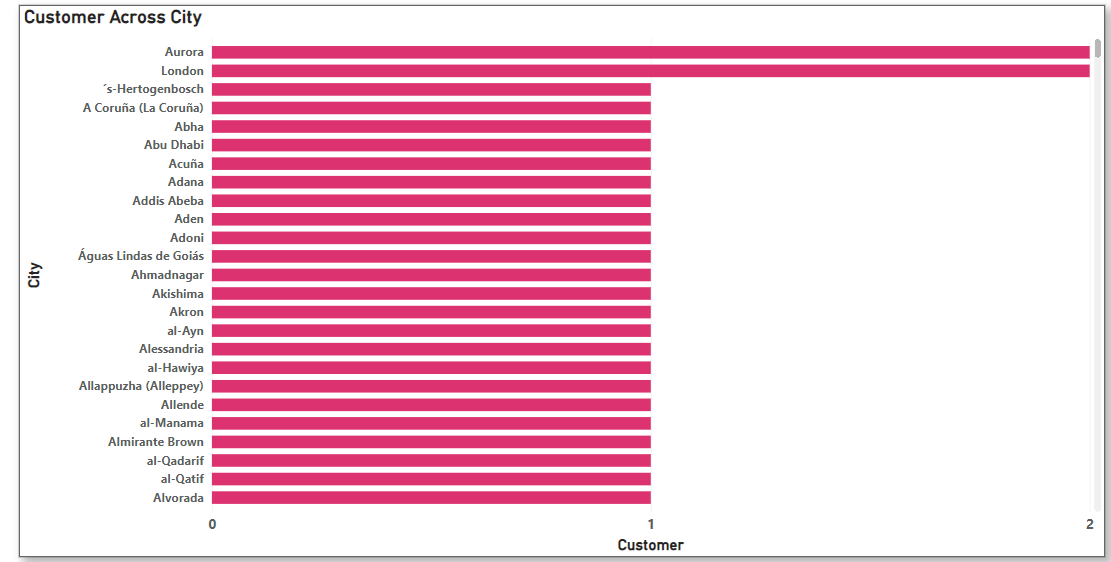 Customer Across City
Aurora
London
´s-Hertogenbosch
A Coruña (La Coruña)
Abha
Abu Dhabi
Acuña
Adana
Addis Abeba
Aden
Adoni
Águas Lindas de Goiás
Ahmadnagar
Akishima
Akron
al-Ayn
Alessandria
al-Hawiya
Allappuzha (Alleppey)
Allende
al-Manama
Almirante Brown
al-Qadarif
al-Qatif
Alvorada
City
0 1 2
Customer